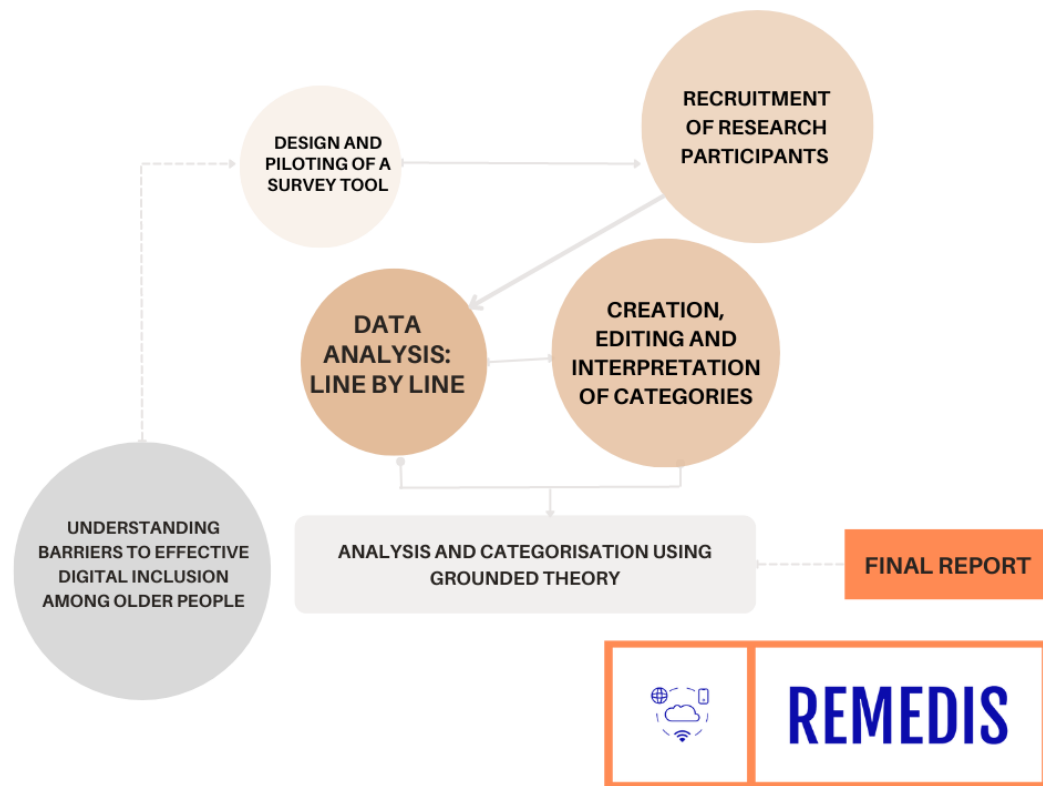 DESIGN AND
PILOTING OF A
SURVEY TOOL
RECRUITMENT
OF RESEARCH
PARTICIPANTS
DATA
ANALYSIS:
LINE BY LINE
CREATION,
EDITING AND
INTERPRETATION
OF CATEGORIES
UNDERSTANDING
BARRIERS TO EFFECTIVE
DIGITAL INCLUSION
AMONG OLDER PEOPLE
ANALYSIS AND CATEGORISATION USING
GROUNDED THEORY
FINAL REPORT
REMEDIS